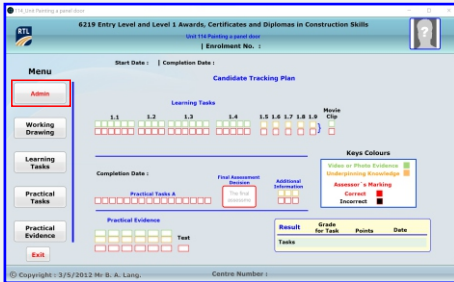 114_Unit Painting a panel door
RTL
6219 Entry Level and Level 1 Awards, Certificates and Diplomas in Construction Skills
Unit 114 Painting a panel door
| Enrolment No. :
Start Date : | Completion Date :
Menu
Candidate Tracking Plan
Admin
Learning Tasks
Movie Clip
1.1 1.2 1.3 1.4 1.5 1.6 1.7 1.8 1.9 }
Working Drawing
Learning Tasks
Keys Colours
Video or Photo Evidence
Underpinning Knowledge
Assessor`s Marking
Correct
Incorrect
Completion Date :
Final Assessment Decision
Additional Information
Practical Tasks
Practical Tasks A
The final assessme
Practical Evidence
Practical Evidence
Test
Result Grade for Task Points Date
Tasks
Exit
© Copyright : 3/5/2012 Mr B. A. Lang.
Centre Number :